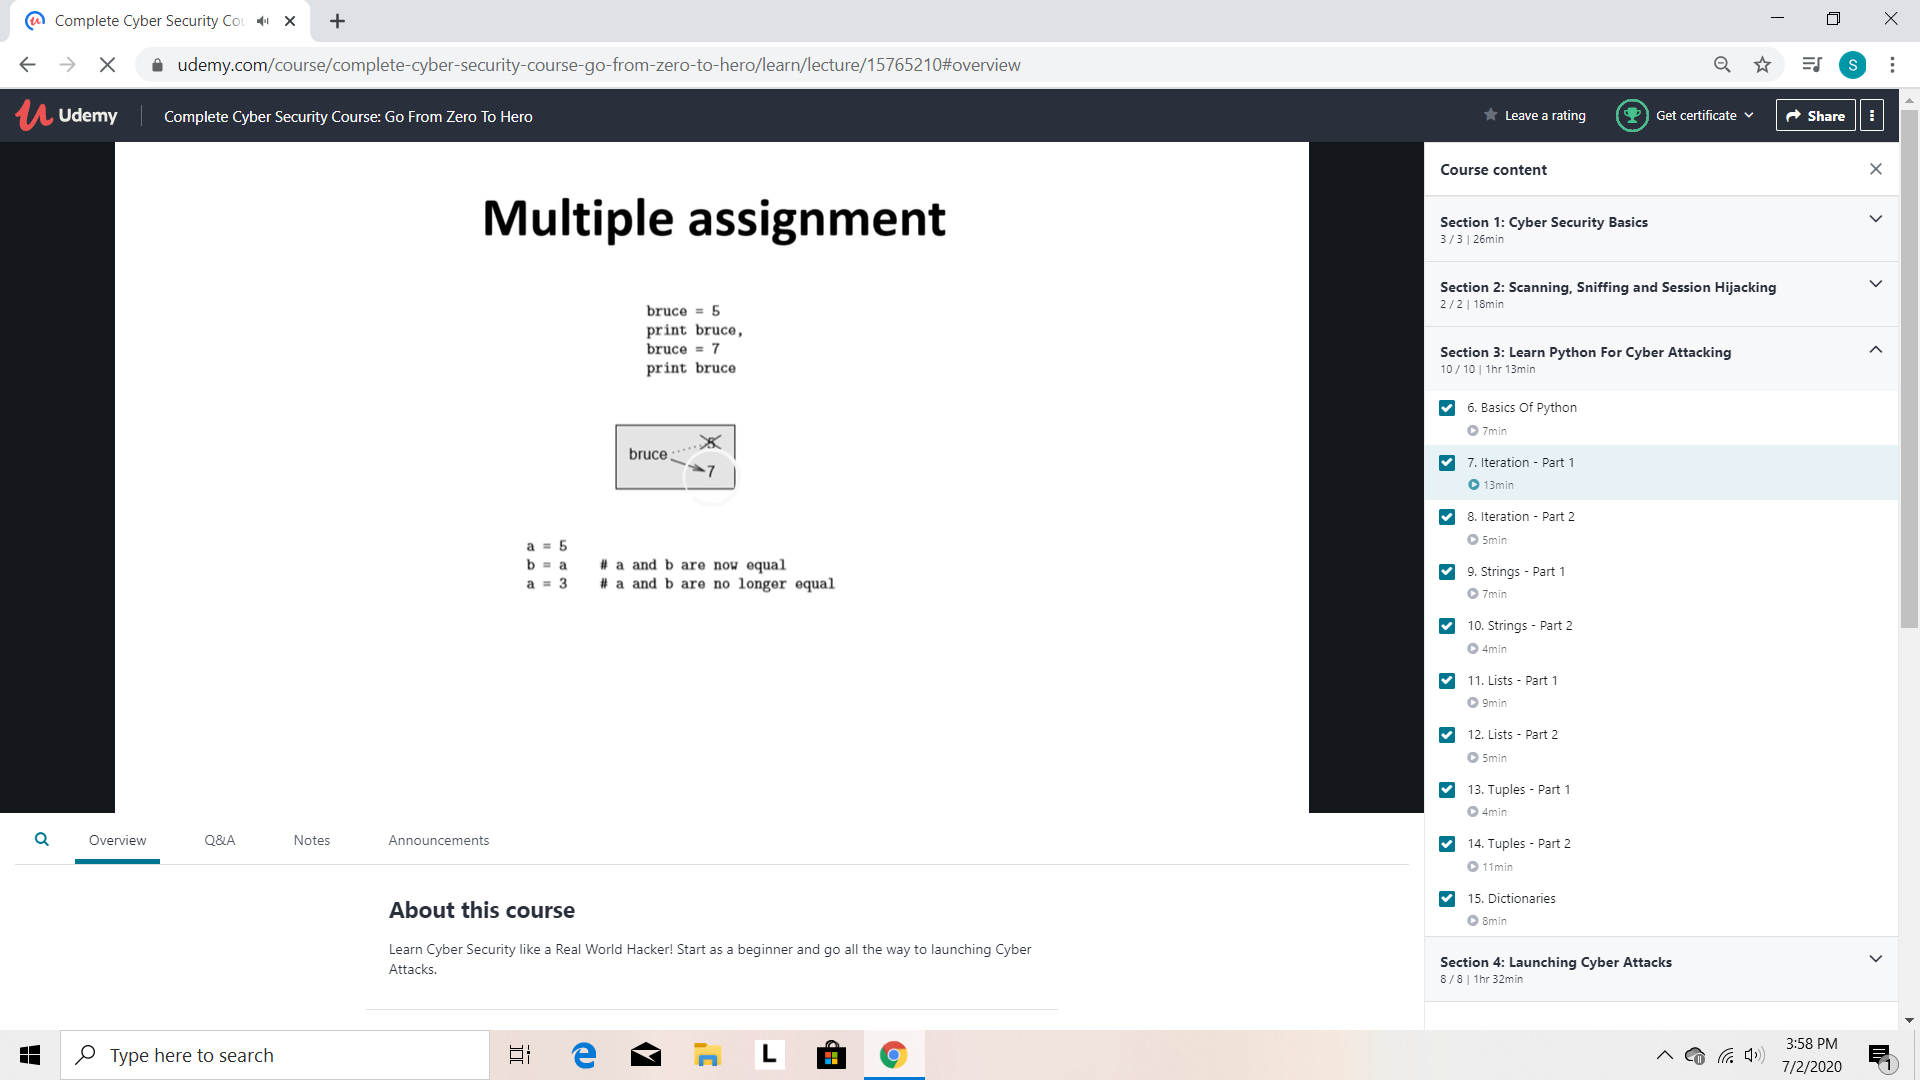 Complete Cyber Security Co
udemy.com/course/complete-cyber-security-course-go-from-zero-to-hero/learn/lecture/15765210#overview
S
Udemy
Complete Cyber Security Course: Go From Zero To Hero
Leave a rating
Get certificate
Share
Multiple assignment
bruce = 5
print bruce,
bruce = 7
print bruce
bruce
5
7
a = 5
b = a # a and b are now equal
a = 3 # a and b are no longer equal
Course content
Section 1: Cyber Security Basics
3 / 3 | 26min
Section 2: Scanning, Sniffing and Session Hijacking
2 / 2 | 18min
Section 3: Learn Python For Cyber Attacking
10 / 10 | 1hr 13min
6. Basics Of Python
7min
7. Iteration - Part 1
13min
8. Iteration - Part 2
5min
9. Strings - Part 1
7min
10. Strings - Part 2
4min
11. Lists - Part 1
9min
12. Lists - Part 2
5min
13. Tuples - Part 1
4min
14. Tuples - Part 2
11min
15. Dictionaries
8min
Section 4: Launching Cyber Attacks
8 / 8 | 1hr 32min
Overview
Q&A
Notes
Announcements
About this course
Learn Cyber Security like a Real World Hacker! Start as a beginner and go all the way to launching Cyber
Attacks.
Type here to search
L
3:58 PM
7/2/2020
1